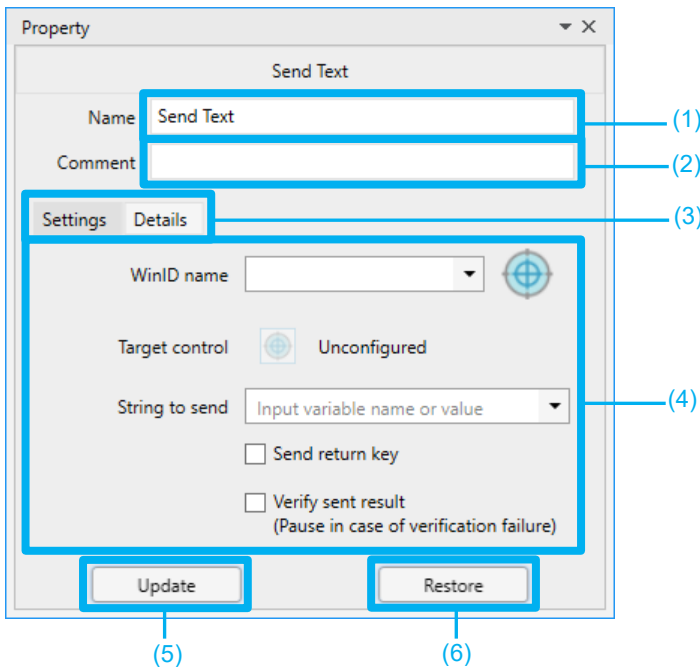 Property
Send Text
Name Send Text (1)
Comment (2)
Settings Details (3)
WinID name
Target control Unconfigured
String to send Input variable name or value (4)
Send return key
Verify sent result
(Pause in case of verification failure)
Update Restore
(5) (6)